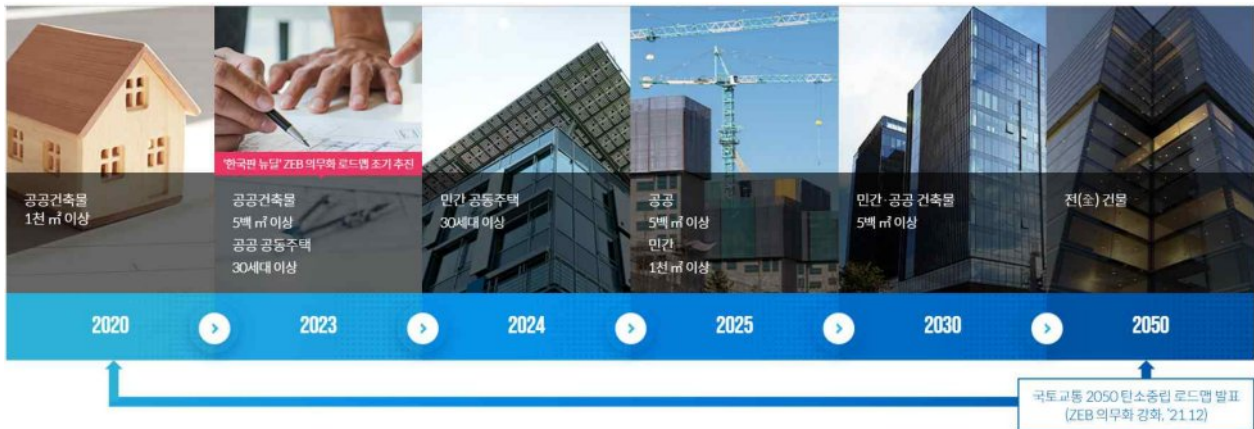 '한국판 뉴딜' ZEB 의무화 로드맵 조기 추진
공공건축물
1천 ㎡ 이상
공공건축물
5백 ㎡ 이상
공공 공동주택
30세대 이상
민간 공동주택
30세대 이상
공공
5백 ㎡ 이상
민간
1천 ㎡ 이상
민간·공공 건축물
5백 ㎡ 이상
전(全) 건물
2020
2023
2024
2025
2030
2050
국토교통 2050 탄소중립 로드맵 발표
(ZEB 의무화 강화, '21.12)